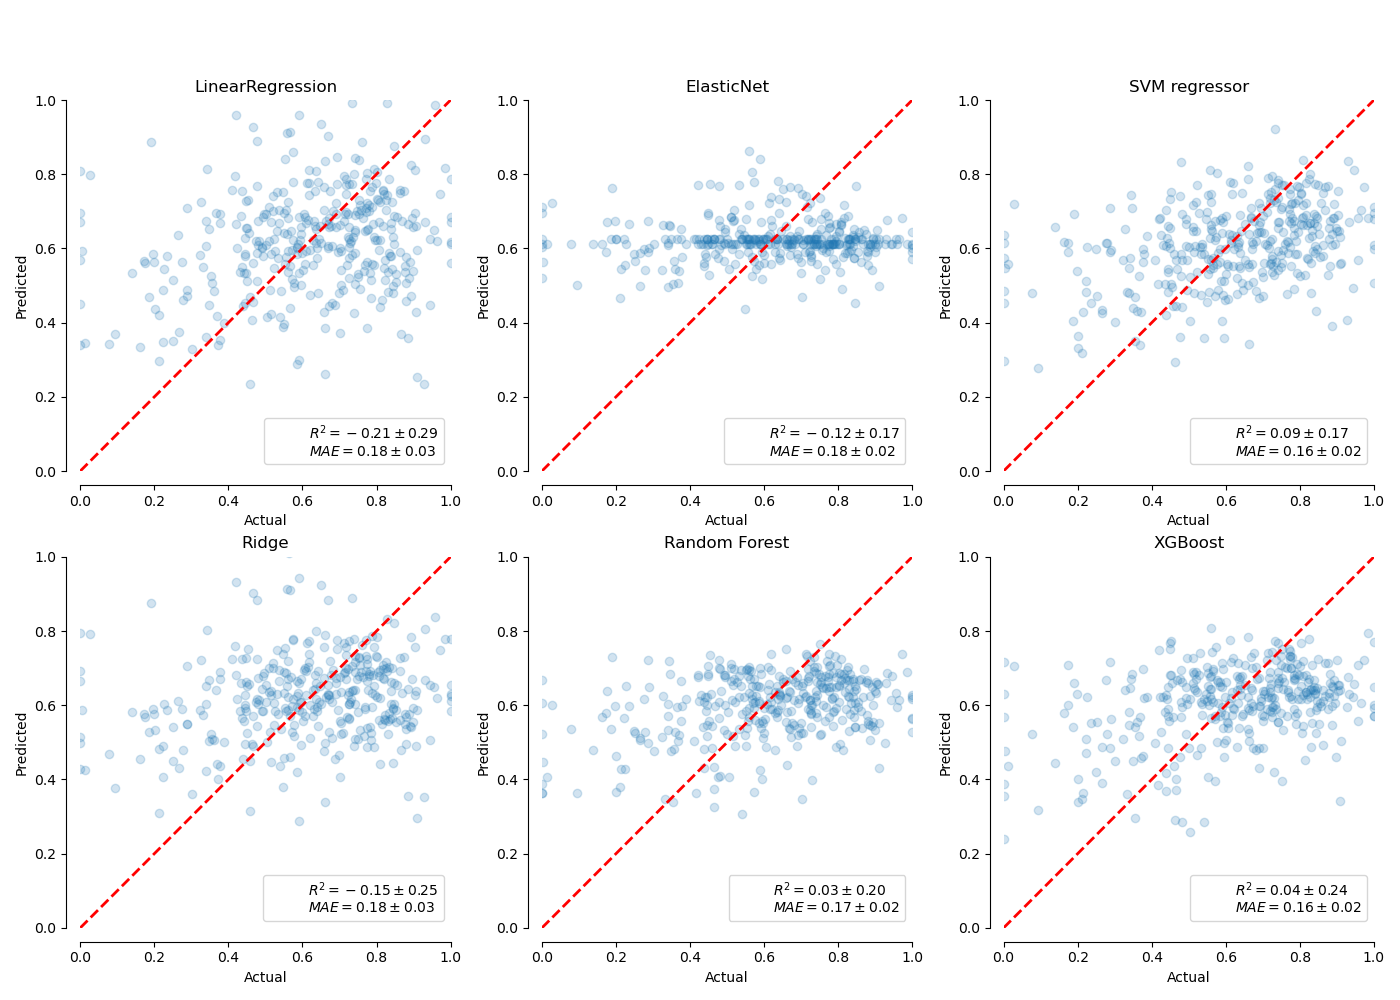 LinearRegression
1.0
0.8
0.6
0.4
0.2
0.0
Predicted
R² = −0.21 ± 0.29
MAE = 0.18 ± 0.03
0.0 0.2 0.4 0.6 0.8 1.0
Actual
ElasticNet
1.0
0.8
0.6
0.4
0.2
0.0
Predicted
R² = −0.12 ± 0.17
MAE = 0.18 ± 0.02
0.0 0.2 0.4 0.6 0.8 1.0
Actual
SVM regressor
1.0
0.8
0.6
0.4
0.2
0.0
Predicted
R² = 0.09 ± 0.17
MAE = 0.16 ± 0.02
0.0 0.2 0.4 0.6 0.8 1.0
Actual
Ridge
1.0
0.8
0.6
0.4
0.2
0.0
Predicted
R² = −0.15 ± 0.25
MAE = 0.18 ± 0.03
0.0 0.2 0.4 0.6 0.8 1.0
Actual
Random Forest
1.0
0.8
0.6
0.4
0.2
0.0
Predicted
R² = 0.03 ± 0.20
MAE = 0.17 ± 0.02
0.0 0.2 0.4 0.6 0.8 1.0
Actual
XGBoost
1.0
0.8
0.6
0.4
0.2
0.0
Predicted
R² = 0.04 ± 0.24
MAE = 0.16 ± 0.02
0.0 0.2 0.4 0.6 0.8 1.0
Actual